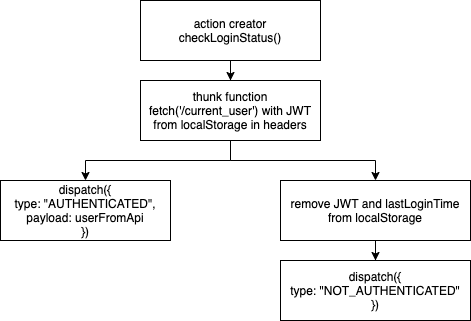 action creator
checkLoginStatus()
thunk function
fetch('/current_user') with JWT
from localStorage in headers
dispatch({
type: "AUTHENTICATED",
payload: userFromApi
})
remove JWT and lastLoginTime
from localStorage
dispatch({
type: "NOT_AUTHENTICATED"
})